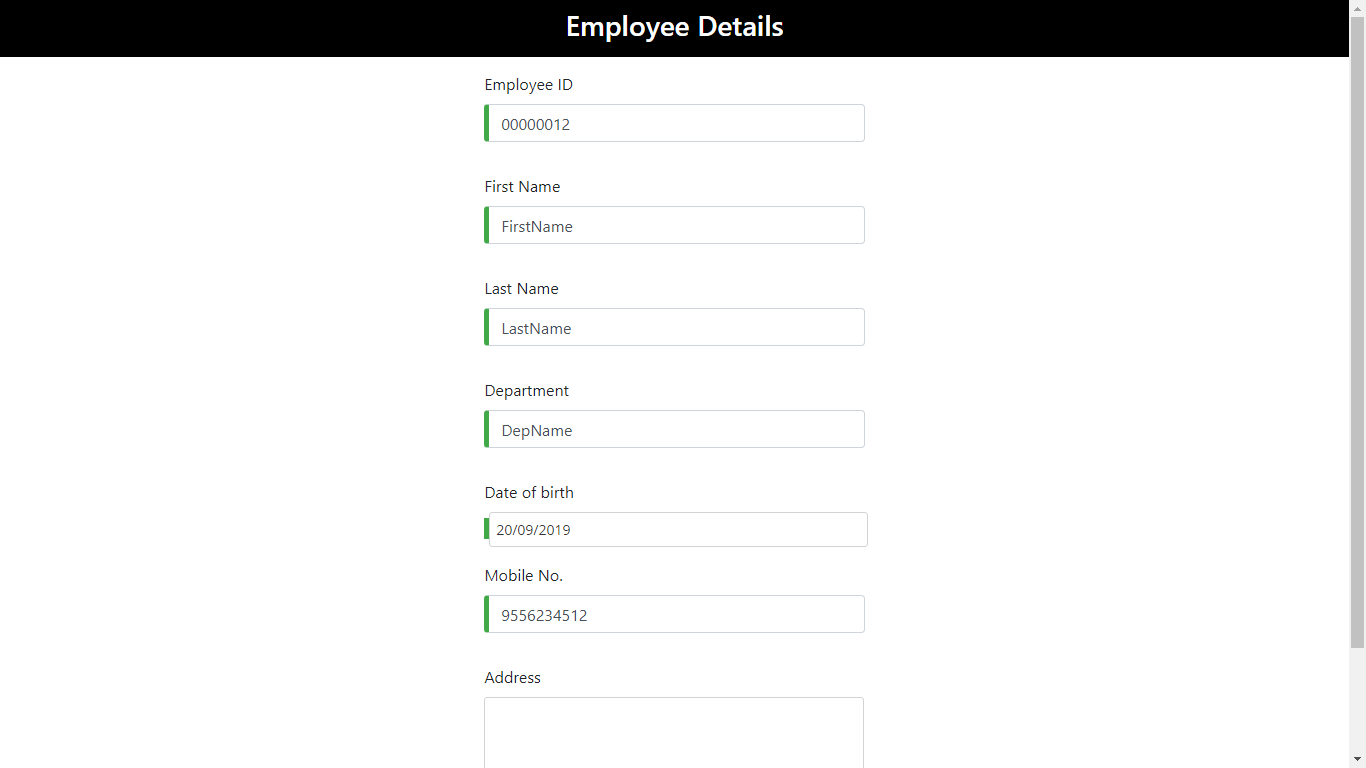 Employee Details
Employee ID
00000012
First Name
FirstName
Last Name
LastName
Department
DepName
Date of birth
20/09/2019
Mobile No.
9556234512
Address